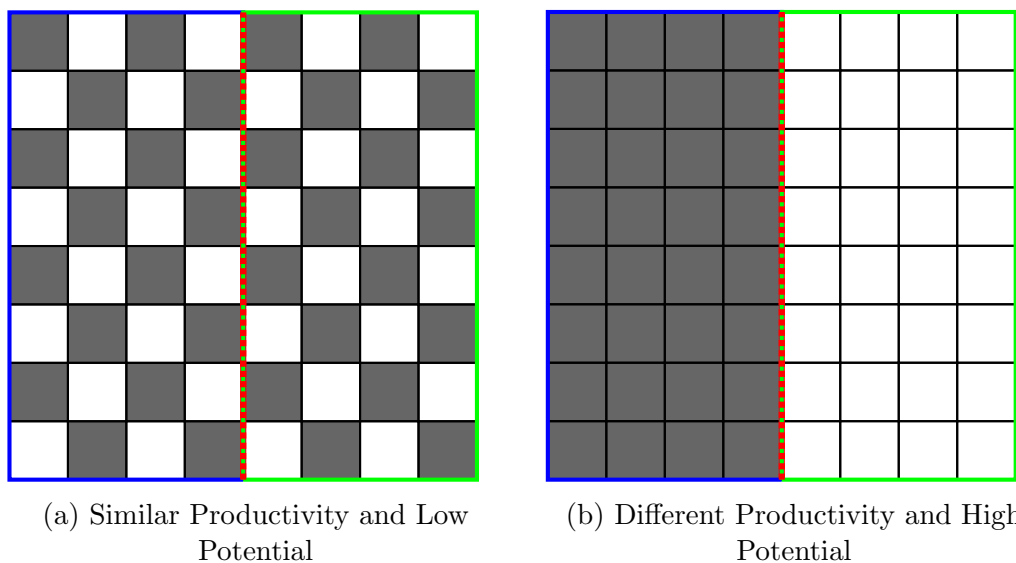 (a) Similar Productivity and Low
Potential
(b) Different Productivity and High
Potential